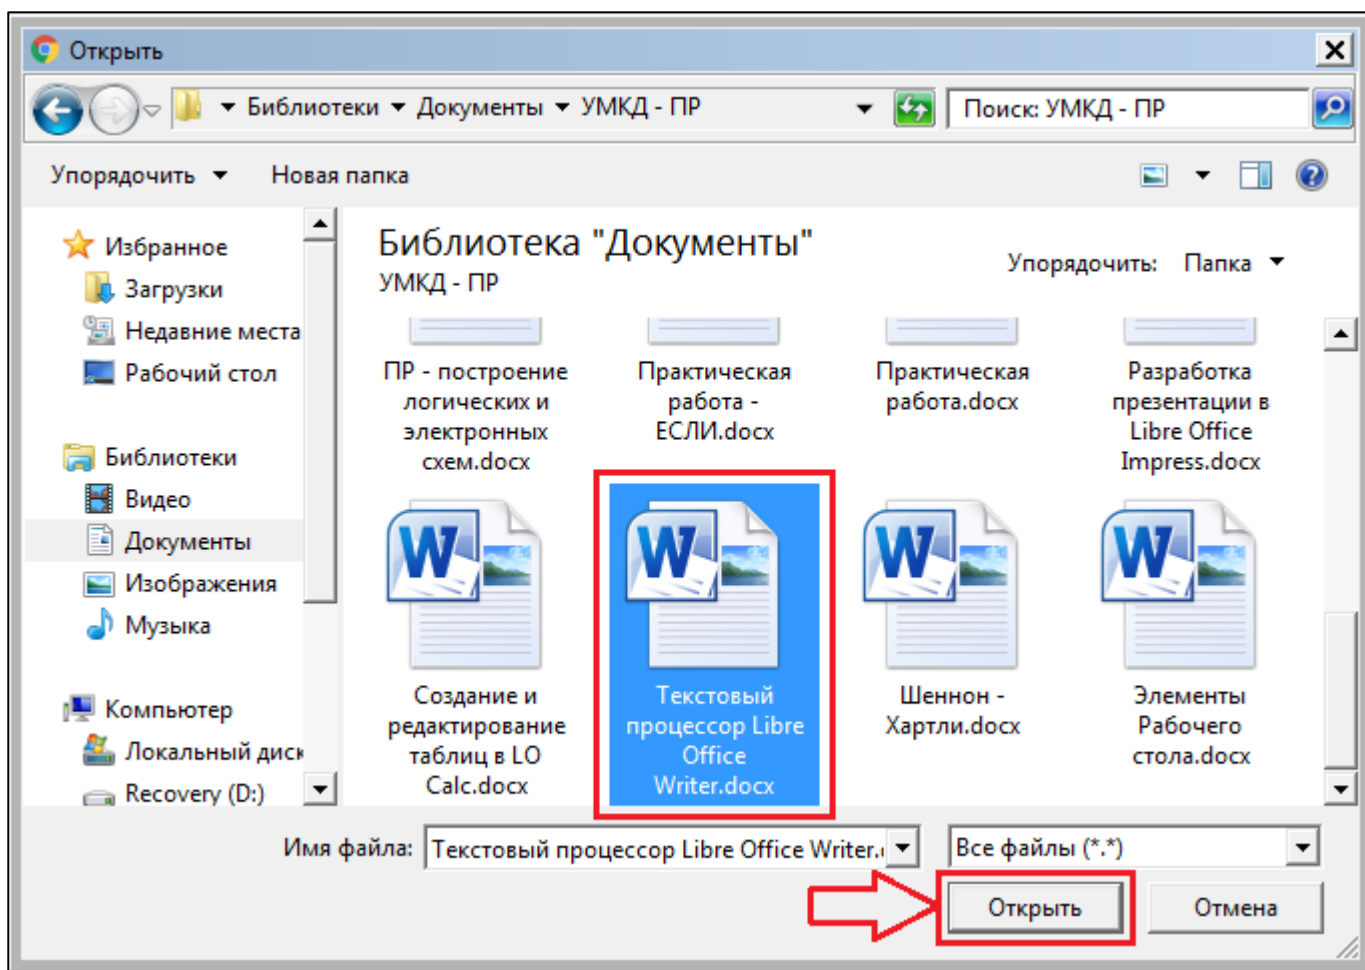 Открыть
Библиотеки Документы УМКД - ПР
Поиск: УМКД - ПР
Упорядочить Новая папка
Избранное
Загрузки
Недавние места
Рабочий стол
Библиотеки
Видео
Документы
Изображения
Музыка
Компьютер
Локальный диск
Recovery (D:)
Библиотека "Документы"
УМКД - ПР
Упорядочить: Папка
ПР - построение
логических и
электронных
схем.docx
Практическая
работа -
ЕСЛИ.docx
Практическая
работа.docx
Разработка
презентации в
Libre Office
Impress.docx
W
Создание и
редактирование
таблиц в LO
Calc.docx
W
Текстовый
процессор Libre
Office
Writer.docx
W
Шеннон -
Хартли.docx
W
Элементы
Рабочего
стола.docx
Имя файла: Текстовый процессор Libre Office Writer.
Все файлы (*.*)
Открыть
Отмена